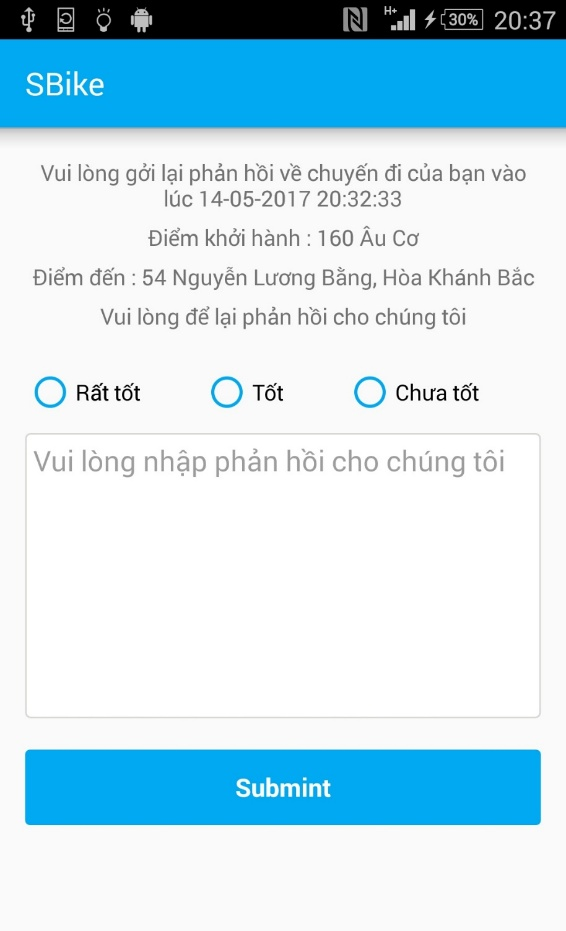 H+ 30% 20:37
SBike
Vui lòng gởi lại phản hồi về chuyến đi của bạn vào
lúc 14-05-2017 20:32:33
Điểm khởi hành : 160 Âu Cơ
Điểm đến : 54 Nguyễn Lương Bằng, Hòa Khánh Bắc
Vui lòng để lại phản hồi cho chúng tôi
Rất tốt Tốt Chưa tốt
Vui lòng nhập phản hồi cho chúng tôi
Submint